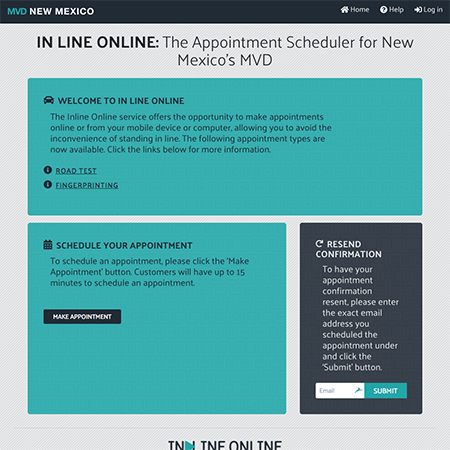 MVD NEW MEXICO Home Help Log in
IN LINE ONLINE: The Appointment Scheduler for New
Mexico's MVD
WELCOME TO IN LINE ONLINE
The Inline Online service offers the opportunity to make appointments
online or from your mobile device or computer, allowing you to avoid the
inconvenience of standing in line. The following appointment types are
now available. Click the links below for more information.
ROAD TEST
FINGERPRINTING
SCHEDULE YOUR APPOINTMENT
To schedule an appointment, please click the 'Make
Appointment' button. Customers will have up to 15
minutes to schedule an appointment.
MAKE APPOINTMENT
RESEND
CONFIRMATION
To have your
appointment
confirmation
resent, please enter
the exact email
address you
scheduled the
appointment under
and click the
'Submit' button.
Email SUBMIT
IN LINE ONLINE